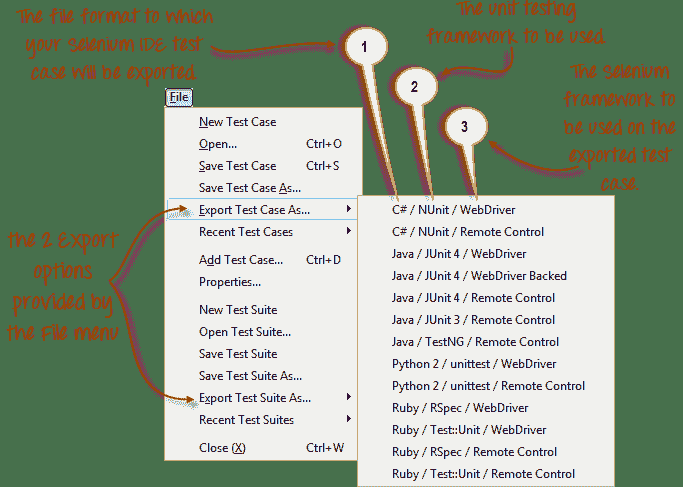 The file format to which
your Selenium IDE test
case will be exported.
1
The unit testing
framework to be used.
2
The Selenium
framework to
be used on the
exported test
case.
3
File
New Test Case
Open... Ctrl+O
Save Test Case Ctrl+S
Save Test Case As...
Export Test Case As...
Recent Test Cases
Add Test Case... Ctrl+D
Properties...
New Test Suite
Open Test Suite...
Save Test Suite
Save Test Suite As...
Export Test Suite As...
Recent Test Suites
Close (X) Ctrl+W
the 2 Export
options
provided by
the File menu
C# / NUnit / WebDriver
C# / NUnit / Remote Control
Java / JUnit 4 / WebDriver
Java / JUnit 4 / WebDriver Backed
Java / JUnit 4 / Remote Control
Java / JUnit 3 / Remote Control
Java / TestNG / Remote Control
Python 2 / unittest / WebDriver
Python 2 / unittest / Remote Control
Ruby / RSpec / WebDriver
Ruby / Test::Unit / WebDriver
Ruby / RSpec / Remote Control
Ruby / Test::Unit / Remote Control